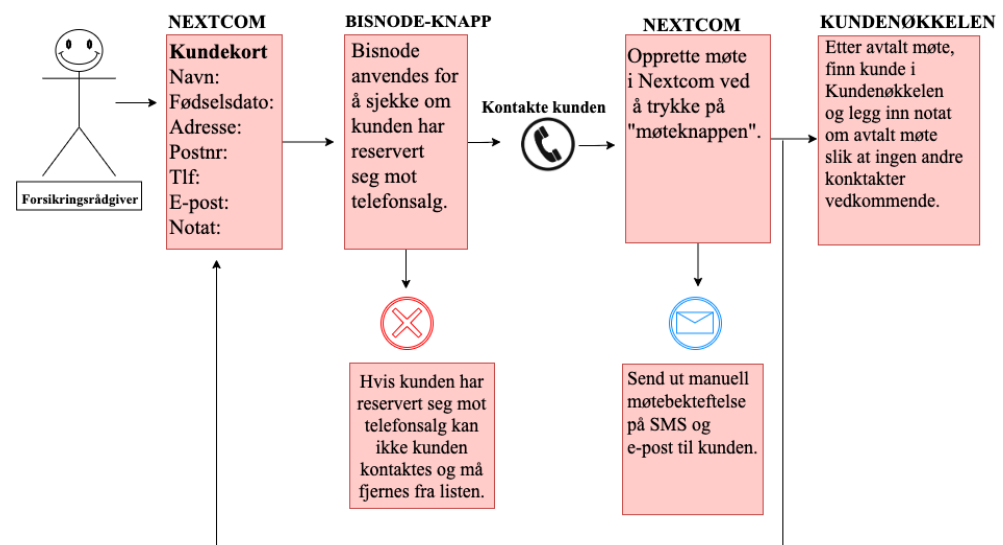 NEXTCOM
Kundekort
Navn:
Fødselsdato:
Adresse:
Postnr:
Tlf:
E-post:
Notat:
Forsikringsrådgiver
BISNODE-KNAPP
Bisnode
anvendes for
å sjekke om
kunden har
reservert
seg mot
telefonsalg.
Hvis kunden har
reservert seg mot
telefonsalg kan
ikke kunden
kontaktes og må
fjernes fra listen.
Kontakte kunden
NEXTCOM
Opprette møte
i Nextcom ved
å trykke på
"møteknappen".
Send ut manuell
møtebekteftelse
på SMS og
e-post til kunden.
KUNDENØKKELEN
Etter avtalt møte,
finn kunde i
Kundenøkkelen
og legg inn notat
om avtalt møte
slik at ingen andre
konktakter
vedkommende.